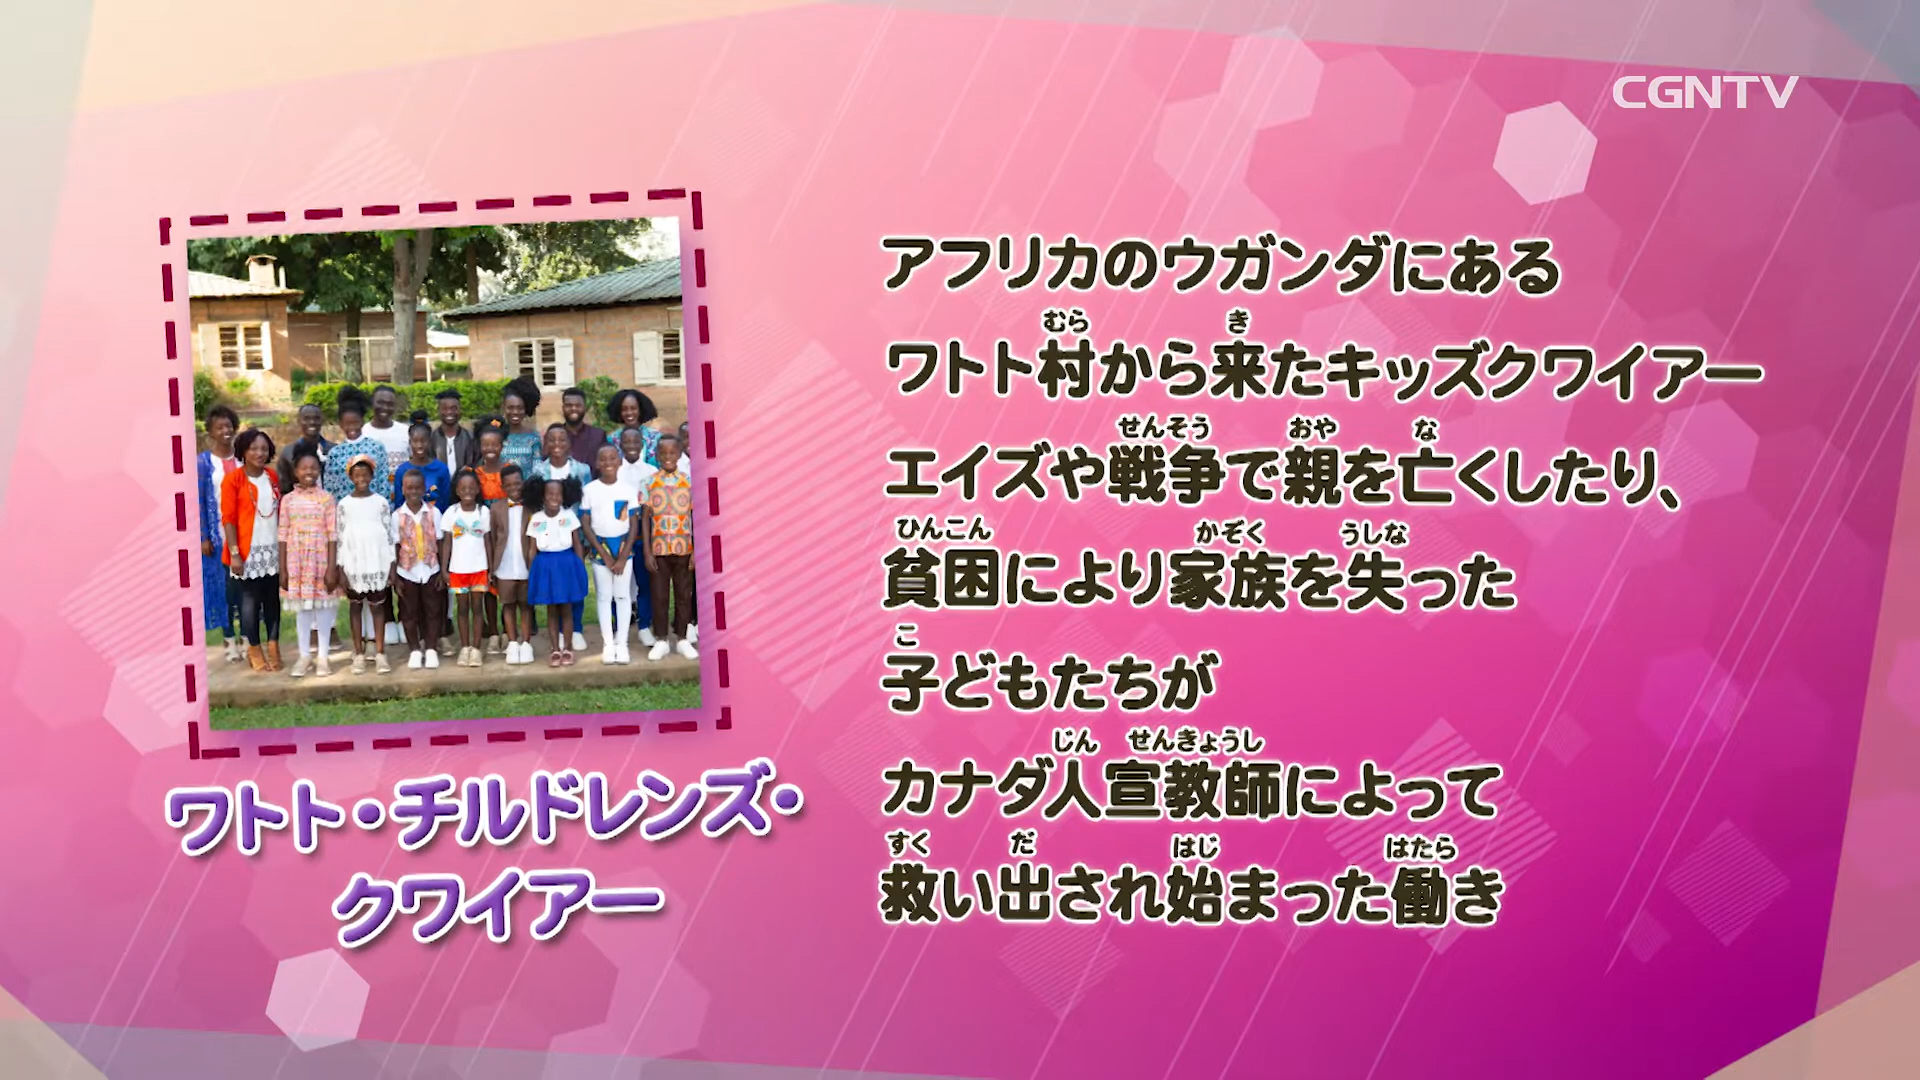 CGNTV
アフリカのウガンダにある
むら き
ワトト村から来たキッズクワイアー
せんそう おや な
エイズや戦争で親を亡くしたり、
ひんこん かぞく うしな
貧困により家族を失った
こ
子どもたちが
じん せんきょうし
カナダ人宣教師によって
すく だ はじ はたら
救い出され始まった働き
ワトト・チルドレンズ・
クワイアー